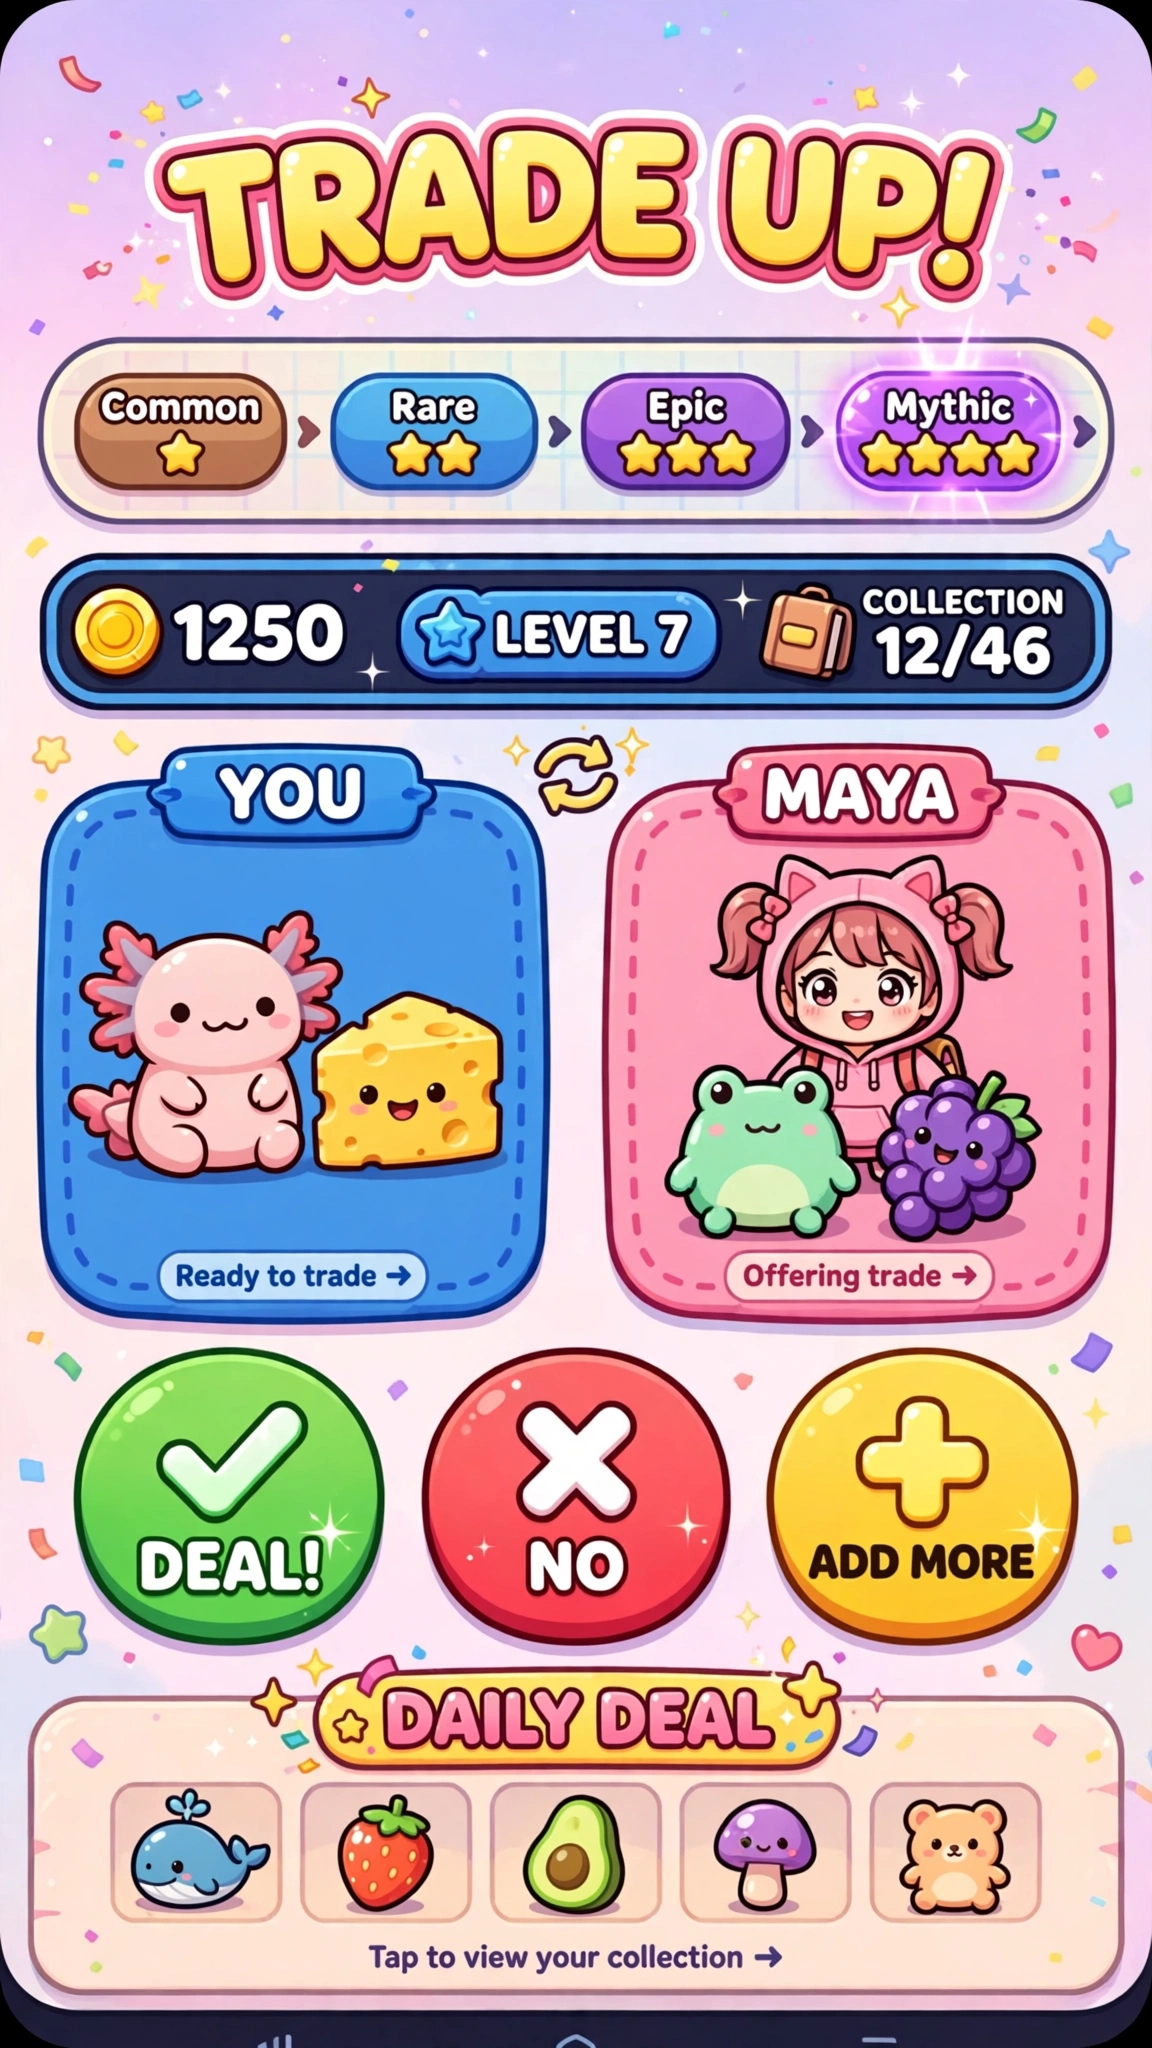 TRADE UP!
Common
Rare
Epic
Mythic
1250
LEVEL 7
COLLECTION
12/46
YOU
MAYA
Ready to trade →
Offering trade →
DEAL!
NO
ADD MORE
DAILY DEAL
Tap to view your collection →